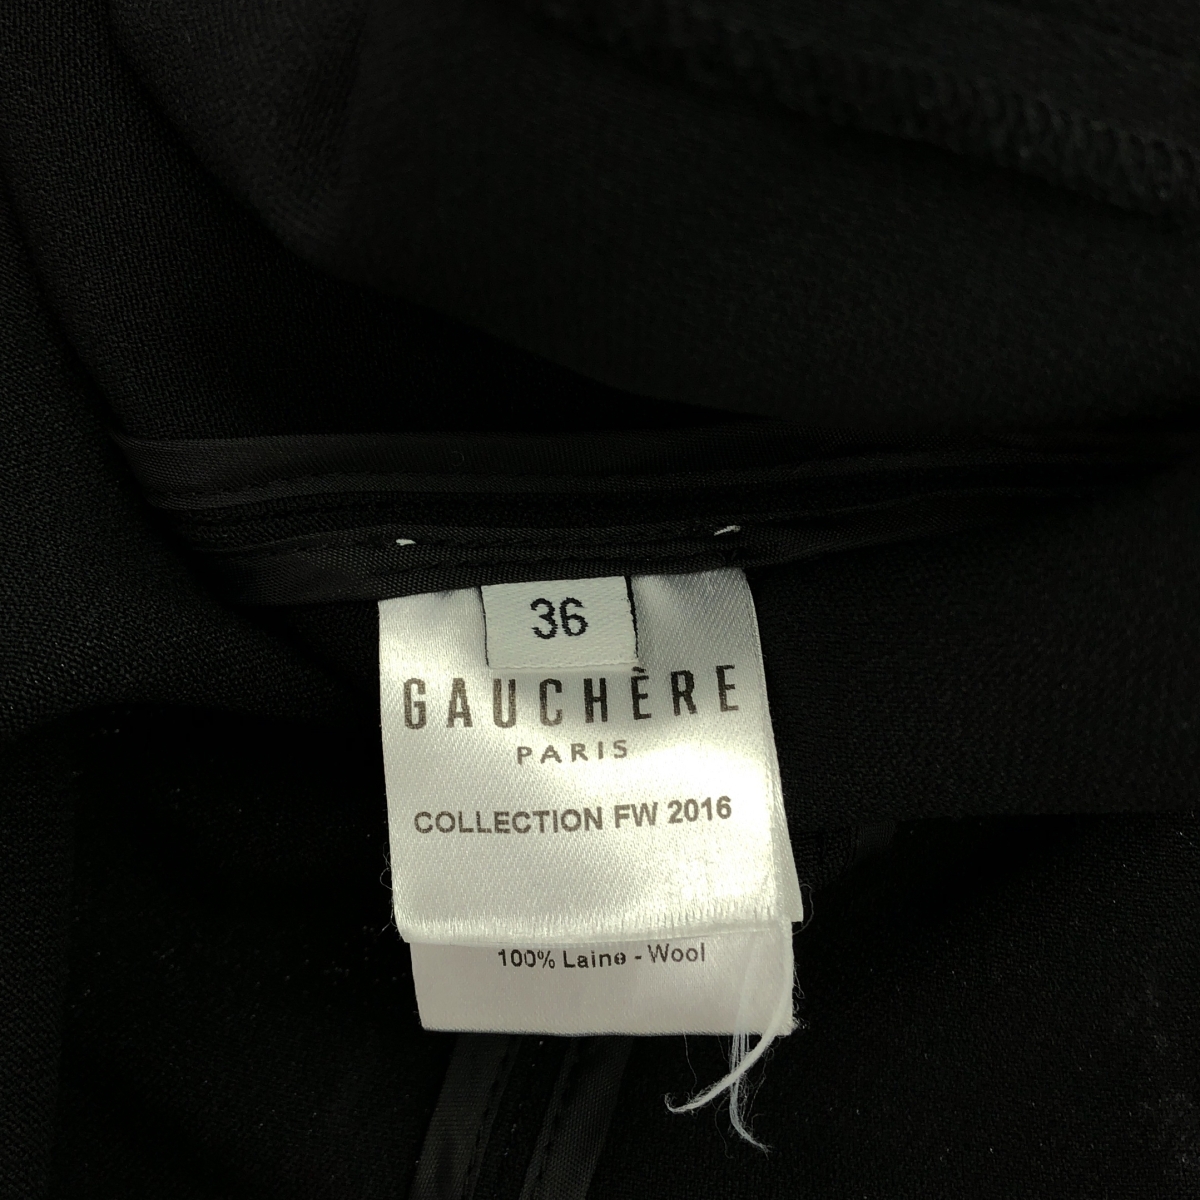 36
GAUCHÈRE
PARIS
COLLECTION FW 2016
100% Laine - Wool